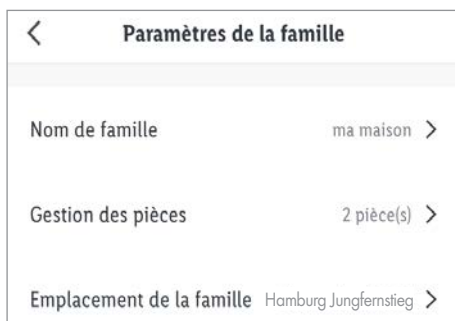 Paramètres de la famille
Nom de famille ma maison
Gestion des pièces 2 pièce(s)
Emplacement de la famille Hamburg Jungfernstieg